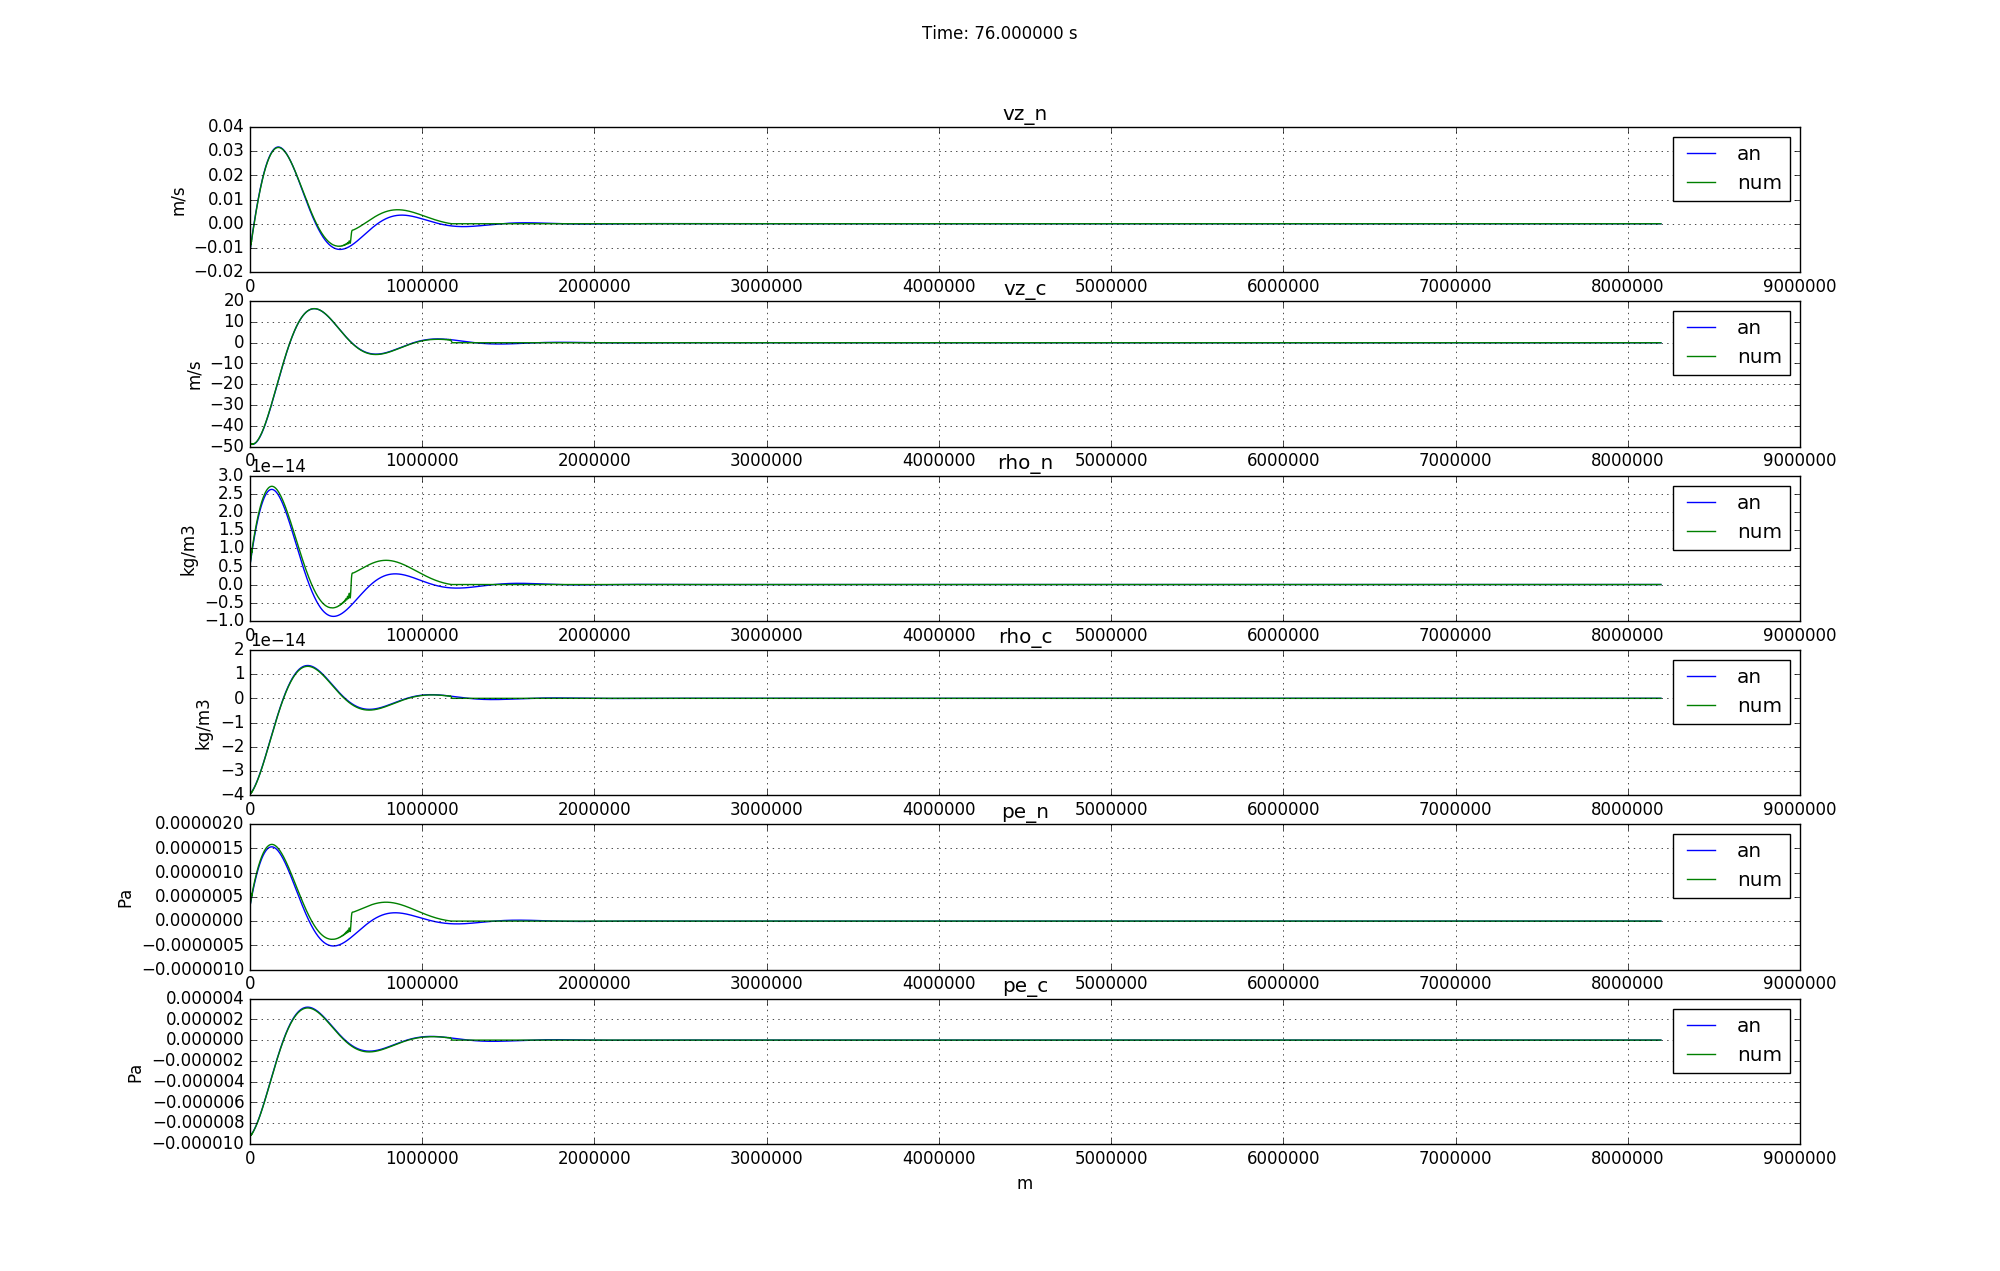 Time: 76.000000 s
vz_n
0.04
0.03
0.02
0.01
0.00
−0.01
−0.02
m/s
an
num
0 1000000 2000000 3000000 4000000 5000000 6000000 7000000 8000000 9000000
vz_c
20
10
0
−10
−20
−30
−40
−50
m/s
an
num
0 1000000 2000000 3000000 4000000 5000000 6000000 7000000 8000000 9000000
1e−14
rho_n
3.0
2.5
2.0
1.5
1.0
0.5
0.0
−0.5
−1.0
kg/m3
an
num
0 1000000 2000000 3000000 4000000 5000000 6000000 7000000 8000000 9000000
1e−14
rho_c
2
1
0
−1
−2
−3
−4
kg/m3
an
num
0 1000000 2000000 3000000 4000000 5000000 6000000 7000000 8000000 9000000
pe_n
0.0000020
0.0000015
0.0000010
0.0000005
0.0000000
−0.0000005
−0.0000010
Pa
an
num
0 1000000 2000000 3000000 4000000 5000000 6000000 7000000 8000000 9000000
pe_c
0.000004
0.000002
0.000000
−0.000002
−0.000004
−0.000006
−0.000008
−0.000010
Pa
an
num
0 1000000 2000000 3000000 4000000 5000000 6000000 7000000 8000000 9000000
m